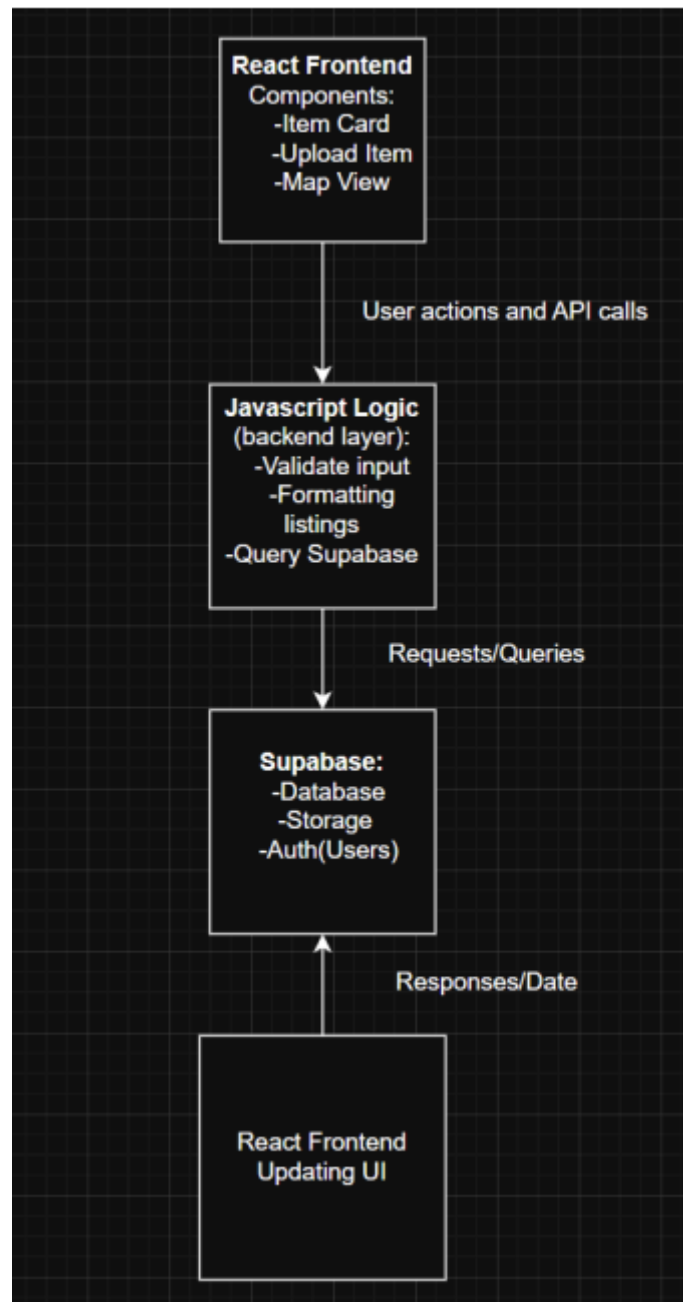 React Frontend
Components:
-Item Card
-Upload Item
-Map View
User actions and API calls
Javascript Logic
(backend layer):
-Validate input
-Formatting
listings
-Query Supabase
Requests/Queries
Supabase:
-Database
-Storage
-Auth(Users)
Responses/Date
React Frontend
Updating UI